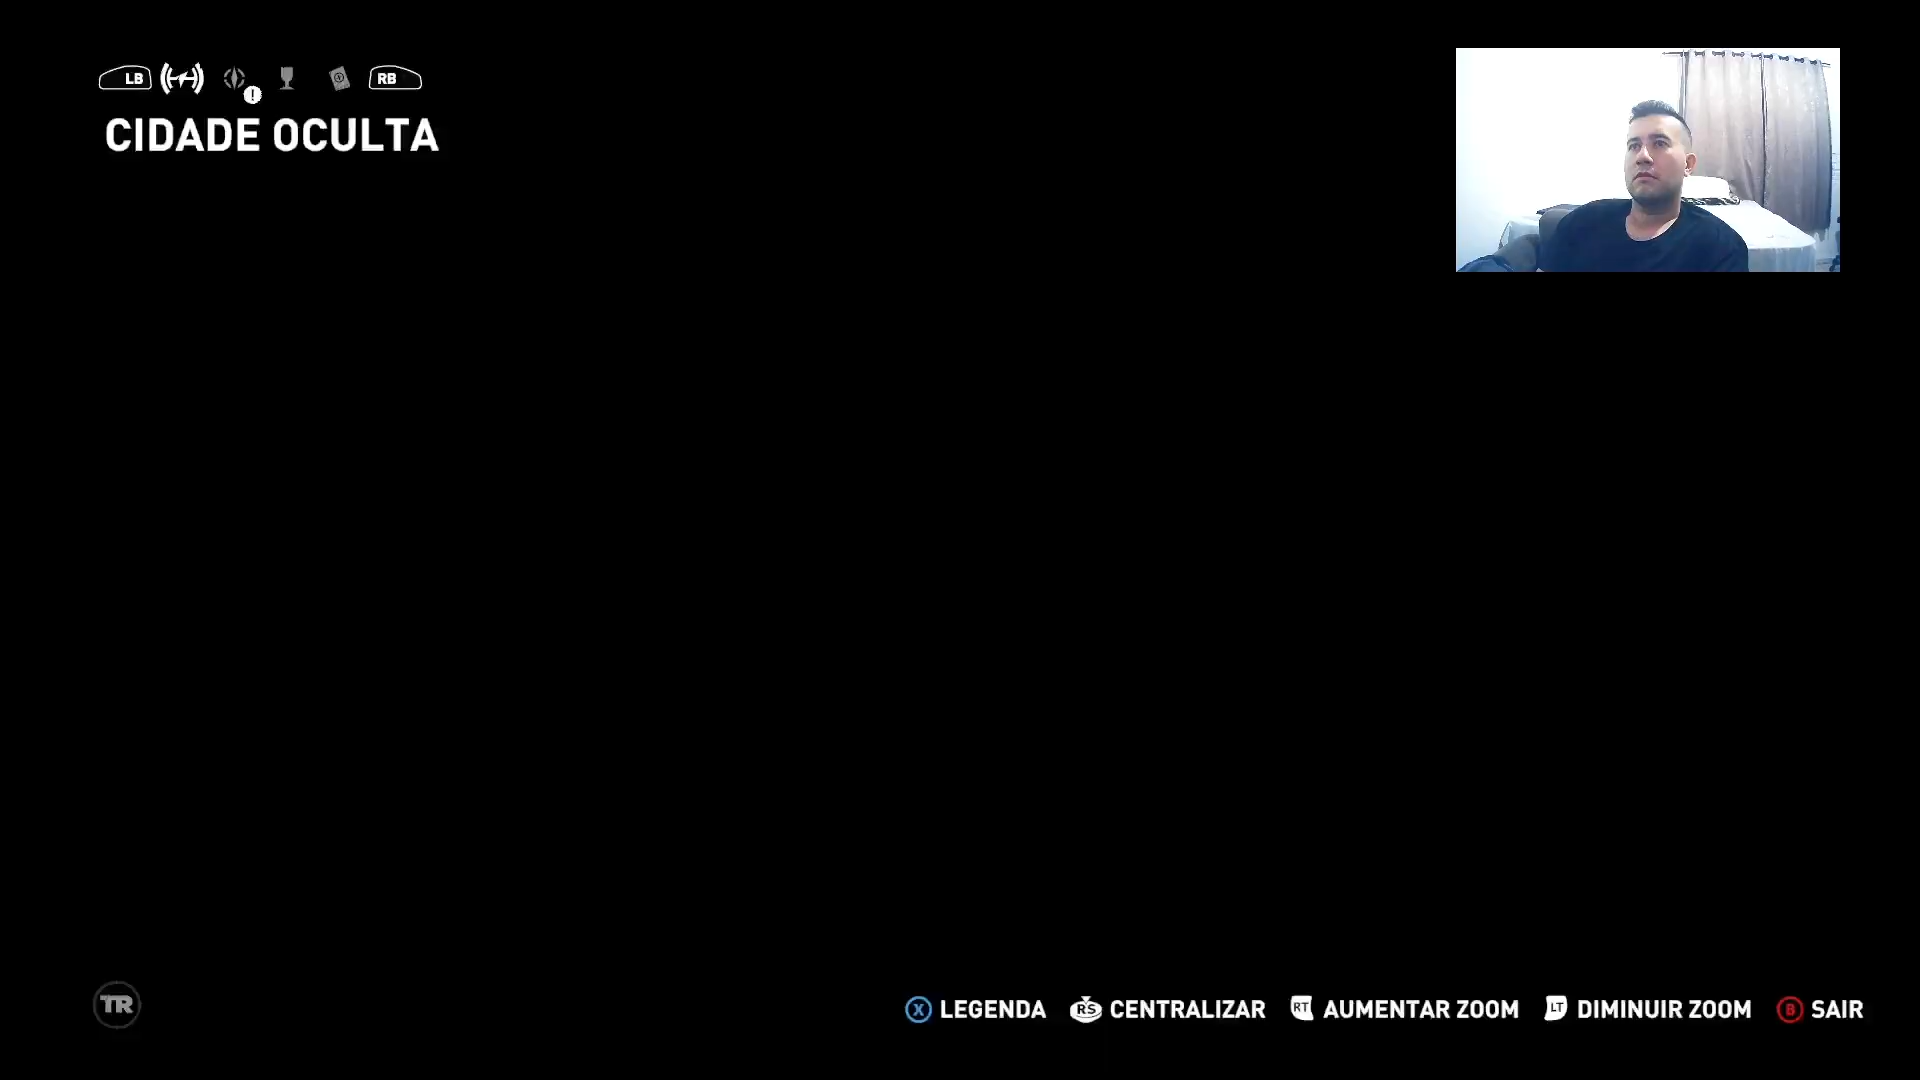 LB RB
!
CIDADE OCULTA
TR
X LEGENDA RS CENTRALIZAR RT AUMENTAR ZOOM LT DIMINUIR ZOOM B SAIR